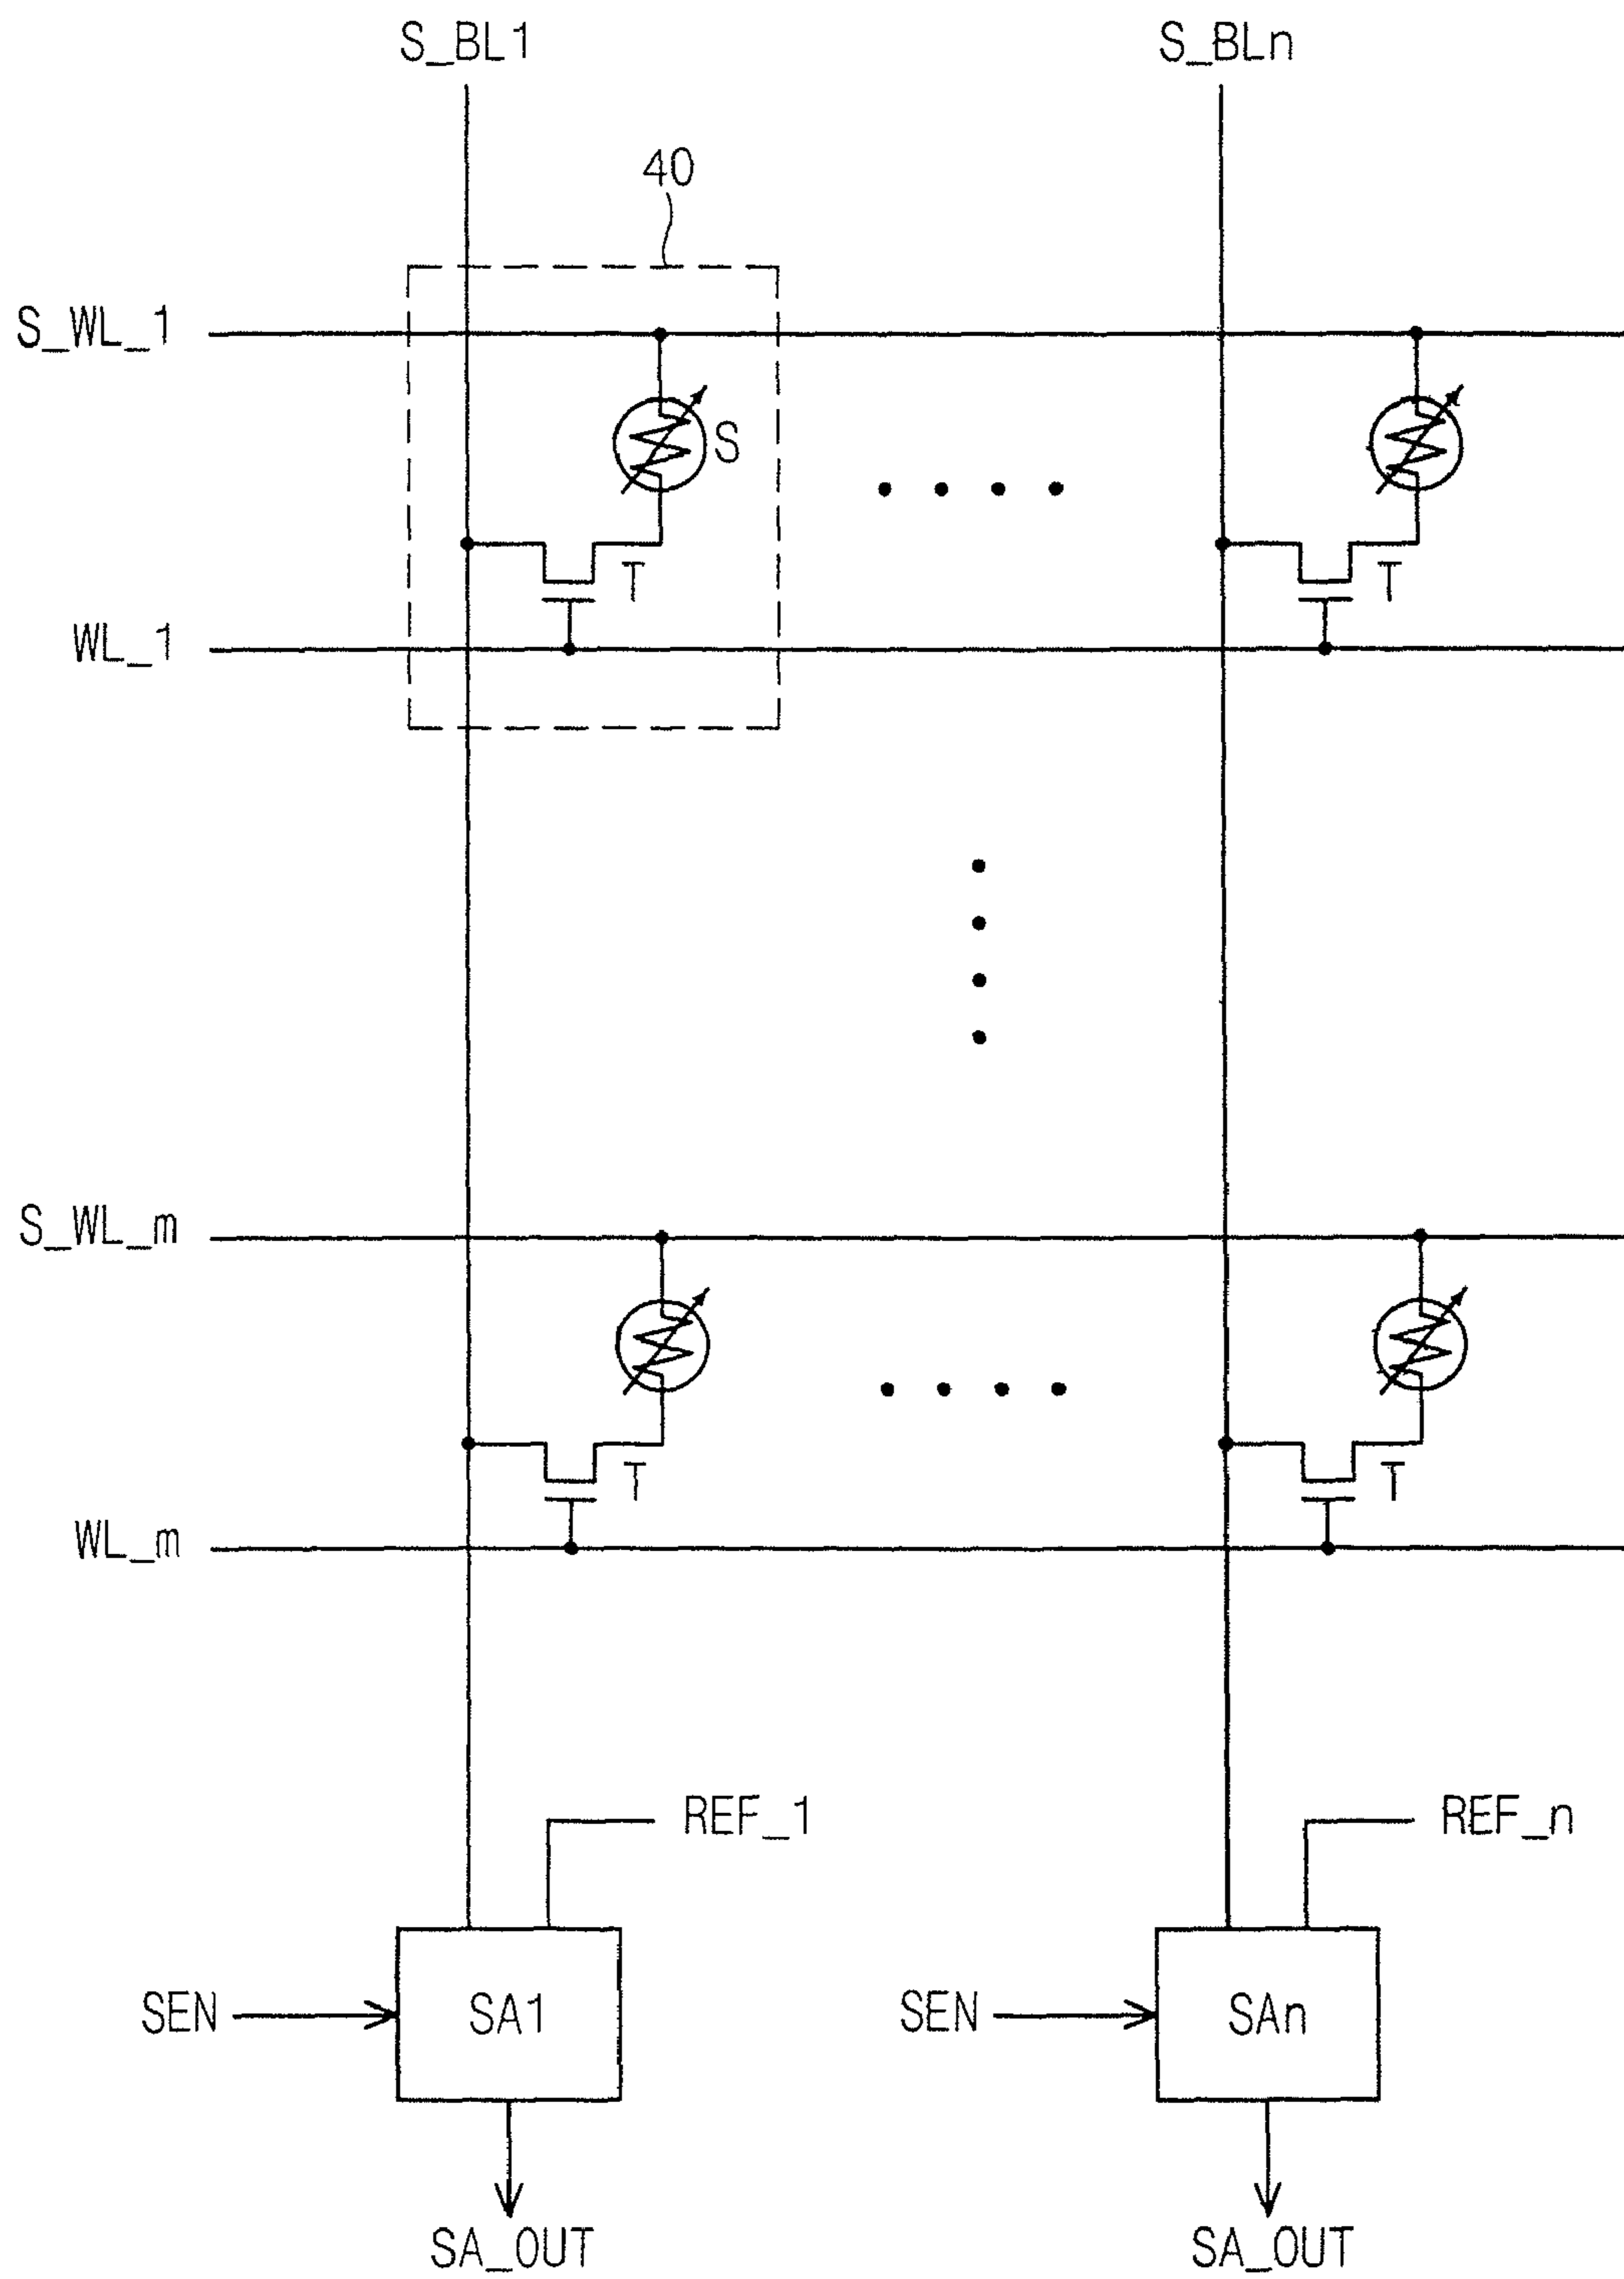 S_BL1 S_BLn
40
S_WL_1
S
T T
WL_1
S_WL_m
T T
WL_m
REF_1 REF_n
SEN SA1 SEN SAn
SA_OUT SA_OUT